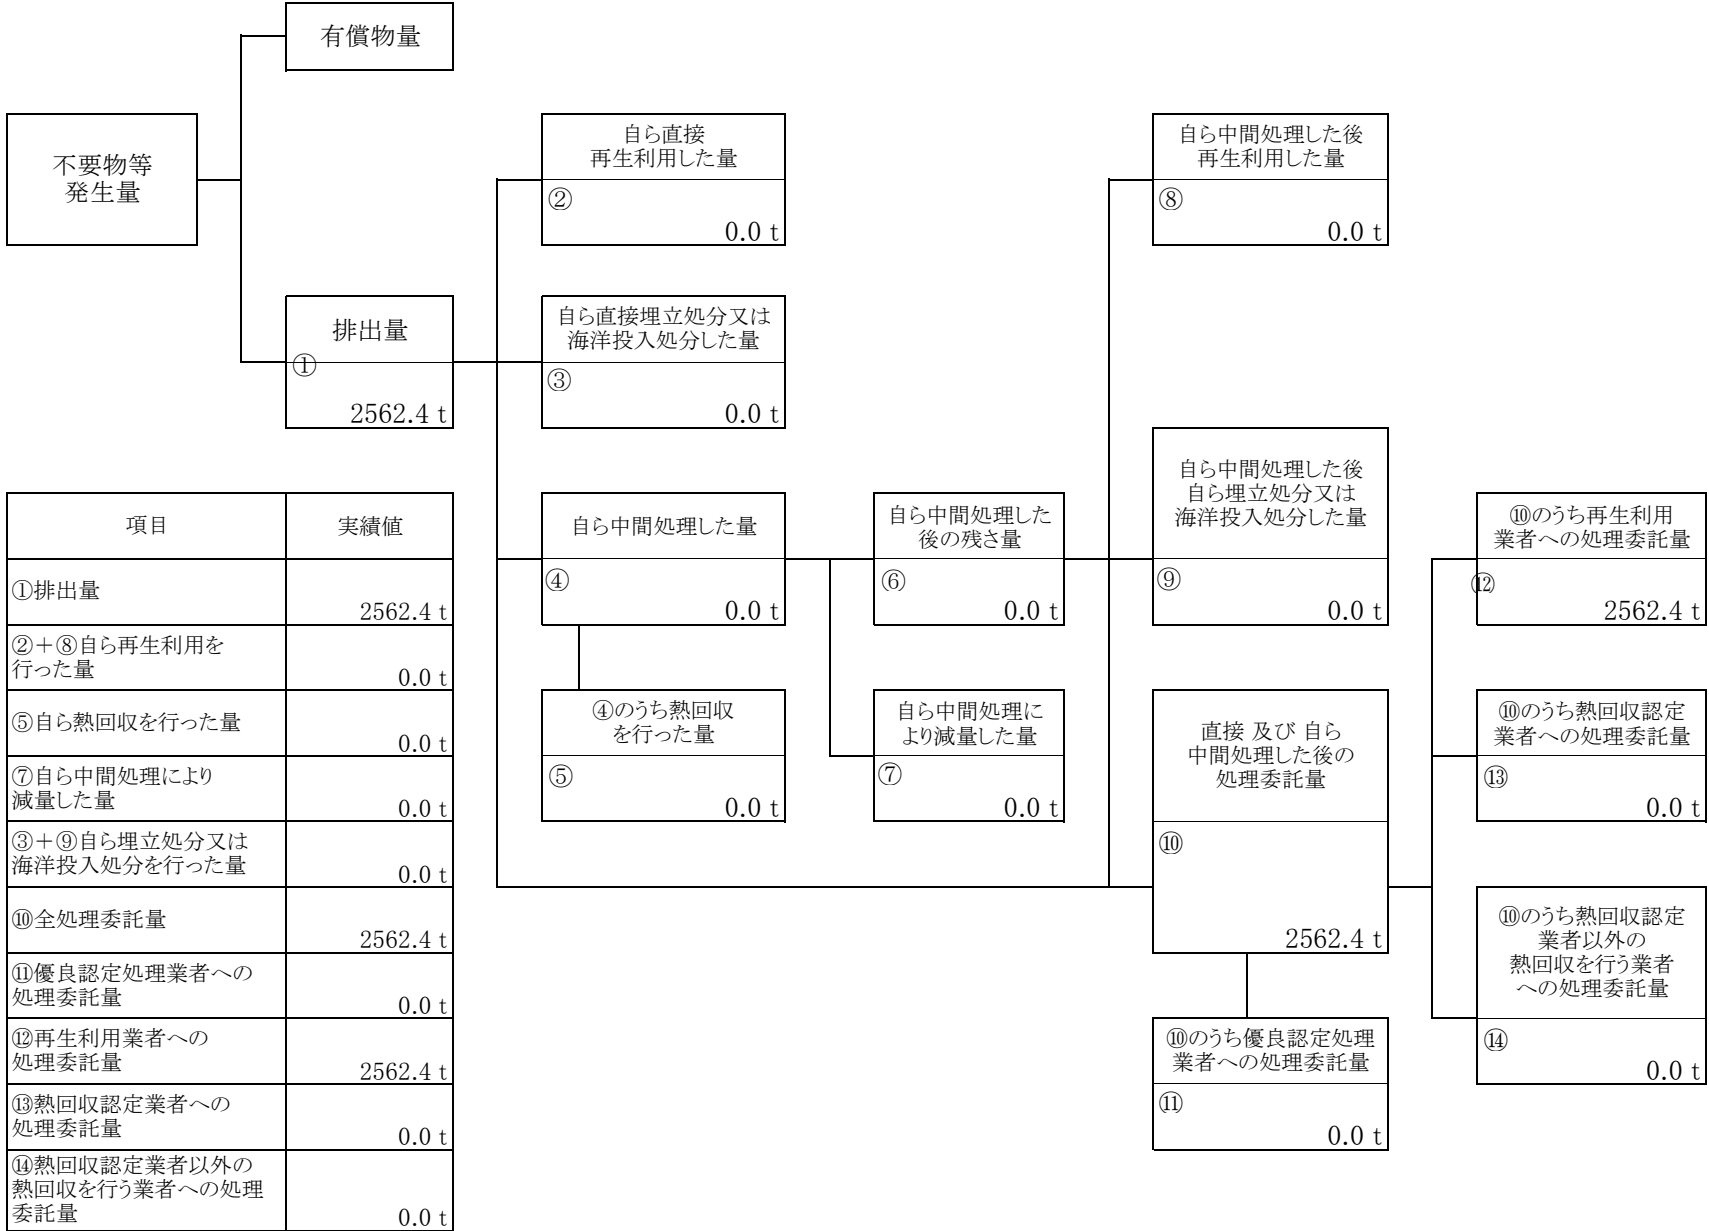 有償物量
不要物等
発生量
自ら直接
再生利用した量
②
0.0 t
自ら中間処理した後
再生利用した量
⑧
0.0 t
排出量
①
2562.4 t
自ら直接埋立処分又は
海洋投入処分した量
③
0.0 t
自ら中間処理した量
④
0.0 t
自ら中間処理した
後の残さ量
⑥
0.0 t
自ら中間処理した後
自ら埋立処分又は
海洋投入処分した量
⑨
0.0 t
⑩のうち再生利用
業者への処理委託量
⑫
2562.4 t
④のうち熱回収
を行った量
⑤
0.0 t
自ら中間処理に
より減量した量
⑦
0.0 t
直接 及び 自ら
中間処理した後の
処理委託量
⑩
2562.4 t
⑩のうち熱回収認定
業者への処理委託量
⑬
0.0 t
⑩のうち熱回収認定
業者以外の
熱回収を行う業者
への処理委託量
⑭
0.0 t
⑩のうち優良認定処理
業者への処理委託量
⑪
0.0 t
項目 実績値
①排出量
2562.4 t
②+⑧自ら再生利用を
行った量
0.0 t
⑤自ら熱回収を行った量
0.0 t
⑦自ら中間処理により
減量した量
0.0 t
③+⑨自ら埋立処分又は
海洋投入処分を行った量
0.0 t
⑩全処理委託量
2562.4 t
⑪優良認定処理業者への
処理委託量
0.0 t
⑫再生利用業者への
処理委託量
2562.4 t
⑬熱回収認定業者への
処理委託量
0.0 t
⑭熱回収認定業者以外の
熱回収を行う業者への処理
委託量
0.0 t